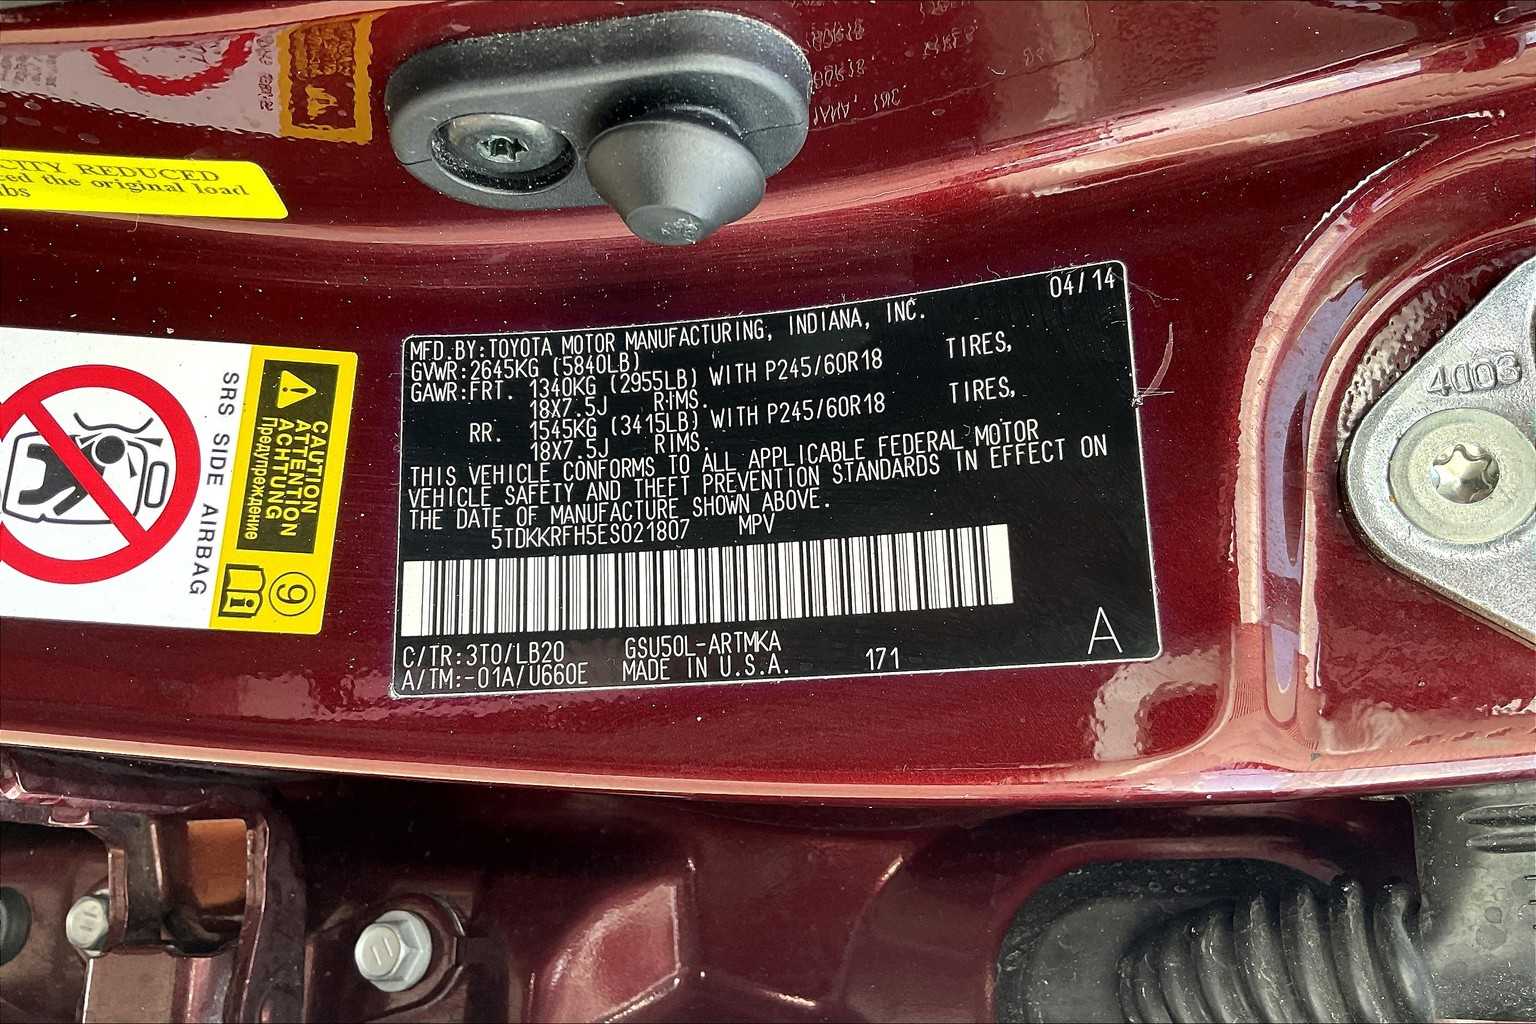 CITY REDUCED
ced the original load
lbs
CAUTION
ATTENTION
ACHTUNG
Предупреждение
SRS SIDE AIRBAG
9
04/14
MFD.BY:TOYOTA MOTOR MANUFACTURING, INDIANA, INC.
GVWR:2645KG (5840LB)
GAWR:FRT. 1340KG (2955LB) WITH P245/60R18 TIRES,
18X7.5J RIMS.
RR. 1545KG (3415LB) WITH P245/60R18 TIRES,
18X7.5J RIMS.
THIS VEHICLE CONFORMS TO ALL APPLICABLE FEDERAL MOTOR
VEHICLE SAFETY AND THEFT PREVENTION STANDARDS IN EFFECT ON
THE DATE OF MANUFACTURE SHOWN ABOVE.
5TDKKRFH5ES021807 MPV
C/TR:3T0/LB20 GSU50L-ARTMKA
A/TM:-01A/U660E MADE IN U.S.A. 171
A
4003